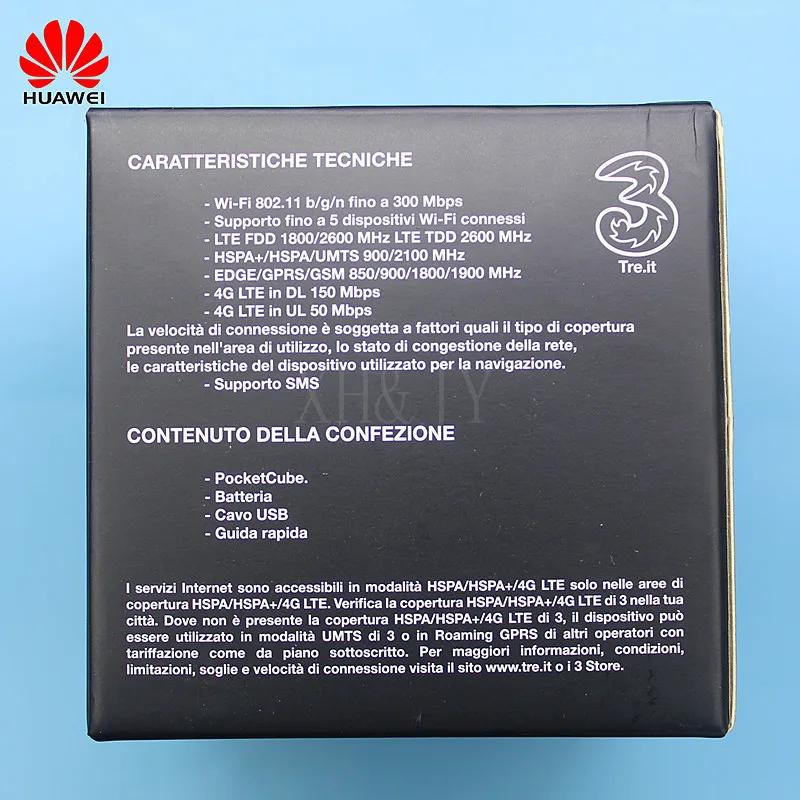 HUAWEI
CARATTERISTICHE TECNICHE
- Wi-Fi 802.11 b/g/n fino a 300 Mbps
- Supporto fino a 5 dispositivi Wi-Fi connessi
- LTE FDD 1800/2600 MHz LTE TDD 2600 MHz
- HSPA+/HSPA/UMTS 900/2100 MHz
- EDGE/GPRS/GSM 850/900/1800/1900 MHz
- 4G LTE in DL 150 Mbps
- 4G LTE in UL 50 Mbps
3
Tre.it
La velocità di connessione è soggetta a fattori quali il tipo di copertura
presente nell'area di utilizzo, lo stato di congestione della rete,
le caratteristiche del dispositivo utilizzato per la navigazione.
- Supporto SMS
XH& JY
CONTENUTO DELLA CONFEZIONE
- PocketCube.
- Batteria
- Cavo USB
- Guida rapida
I servizi Internet sono accessibili in modalità HSPA/HSPA+/4G LTE solo nelle aree di
copertura HSPA/HSPA+/4G LTE. Verifica la copertura HSPA/HSPA+/4G LTE di 3 nella tua
città. Dove non è presente la copertura HSPA/HSPA+/4G LTE di 3, il dispositivo può
essere utilizzato in modalità UMTS di 3 o in Roaming GPRS di altri operatori con
tariffazione come da piano sottoscritto. Per maggiori informazioni, condizioni,
limitazioni, soglie e velocità di connessione visita il sito www.tre.it o i 3 Store.